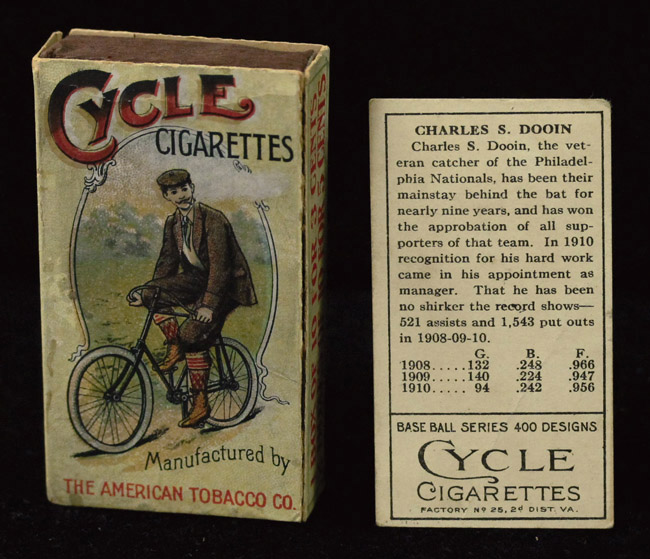 CYCLE
CIGARETTES
Manufactured by
THE AMERICAN TOBACCO CO.
CHARLES S. DOOIN
Charles S. Dooin, the vet-
eran catcher of the Philadel-
phia Nationals, has been their
mainstay behind the bat for
nearly nine years, and has won
the approbation of all sup-
porters of that team. In 1910
recognition for his hard work
came in his appointment as
manager. That he has been
no shirker the record shows—
521 assists and 1,543 put outs
in 1908-09-10.
G. B. F.
1908.....132 .248 .966
1909.....140 .224 .947
1910..... 94 .242 .956
BASE BALL SERIES 400 DESIGNS
CYCLE
CIGARETTES
FACTORY Nº 25, 2d DIST. VA.